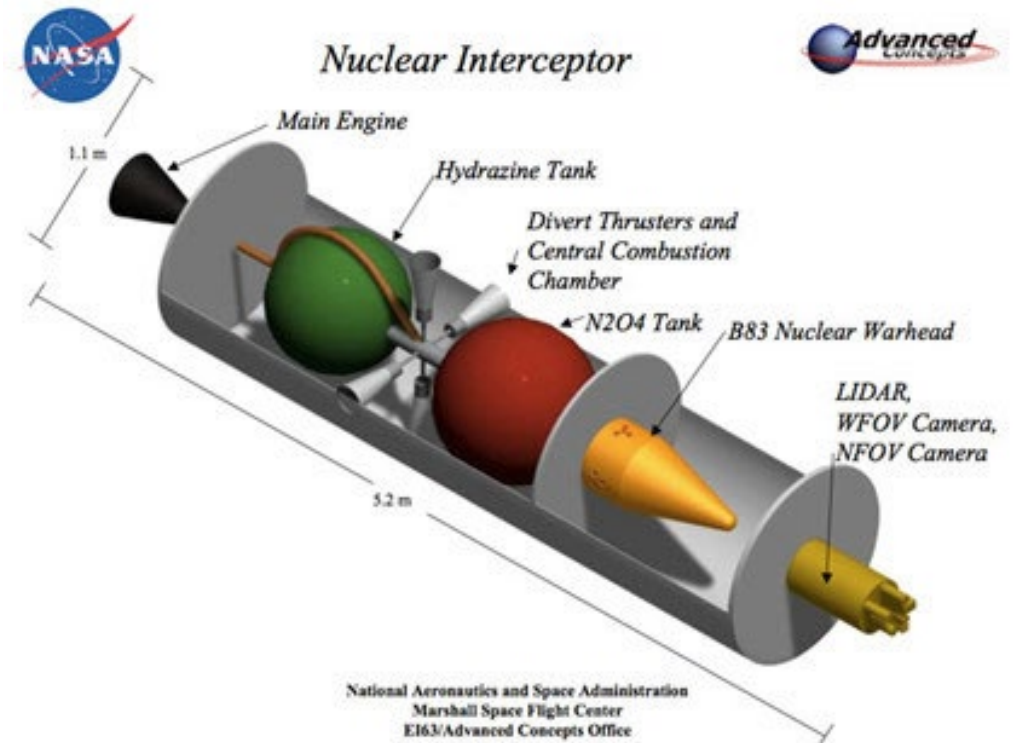 NASA
Nuclear Interceptor
Advanced
Concepts
Main Engine
1.1 m
Hydrazine Tank
Divert Thrusters and
Central Combustion
Chamber
N2O4 Tank
B83 Nuclear Warhead
LIDAR,
WFOV Camera,
NFOV Camera
5.2 m
National Aeronautics and Space Administration
Marshall Space Flight Center
EI63/Advanced Concepts Office